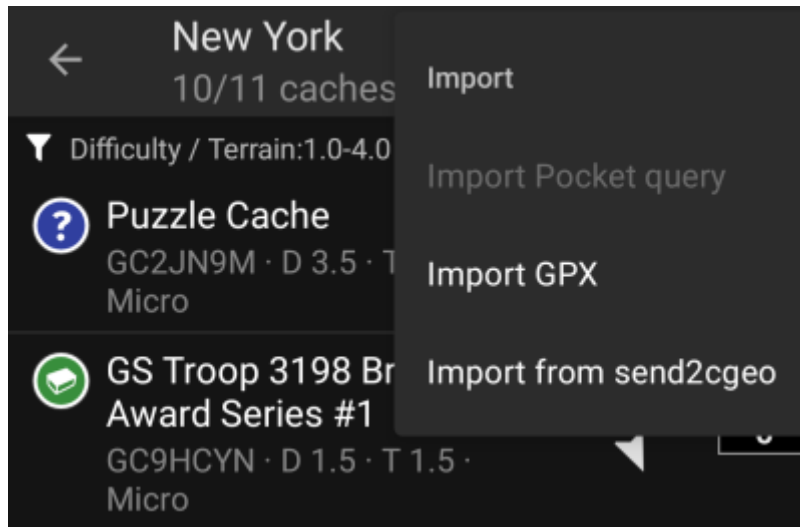 New York
10/11 caches
Difficulty / Terrain:1.0-4.0
?
Puzzle Cache
GC2JN9M · D 3.5 · T
Micro
GS Troop 3198 Br
Award Series #1
GC9HCYN · D 1.5 · T 1.5 ·
Micro
Import
Import Pocket query
Import GPX
Import from send2cgeo